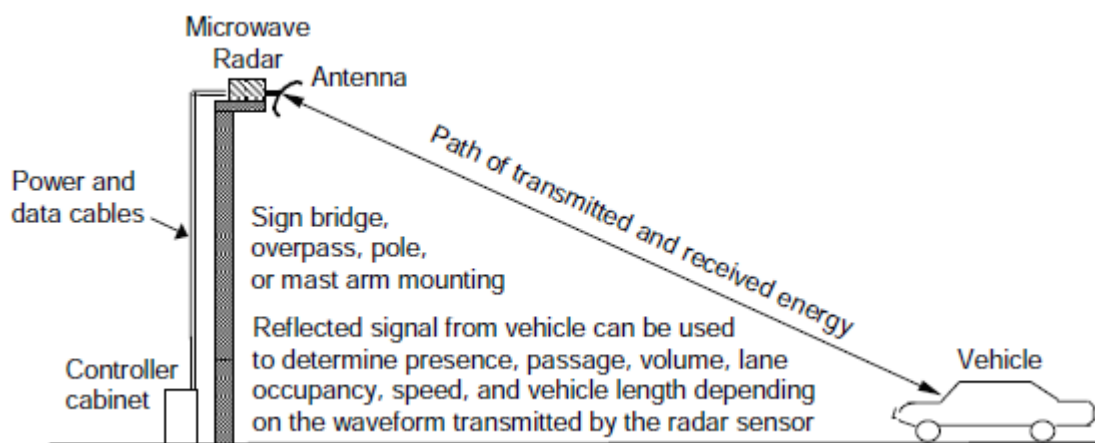 Microwave
Radar
Antenna
Path of transmitted and received energy
Power and
data cables
Sign bridge,
overpass, pole,
or mast arm mounting
Reflected signal from vehicle can be used
to determine presence, passage, volume, lane
occupancy, speed, and vehicle length depending
on the waveform transmitted by the radar sensor
Controller
cabinet
Vehicle